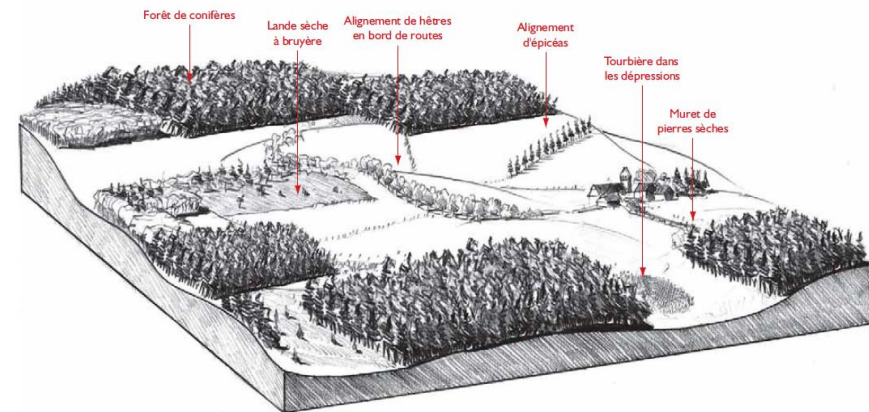 Forêt de conifères
Lande sèche
à bruyère
Alignement de hêtres
en bord de routes
Alignement
d'épicéas
Tourbière dans
les dépressions
Muret de
pierres sèches